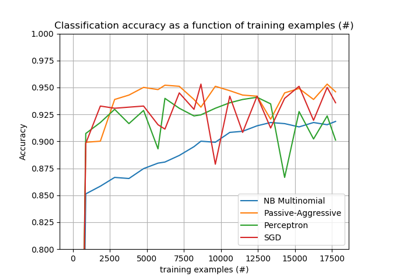 Classification accuracy as a function of training examples (#)
1.000
0.975
0.950
0.925
0.900
0.875
0.850
0.825
0.800
Accuracy
NB Multinomial
Passive-Aggressive
Perceptron
SGD
0 2500 5000 7500 10000 12500 15000 17500
training examples (#)